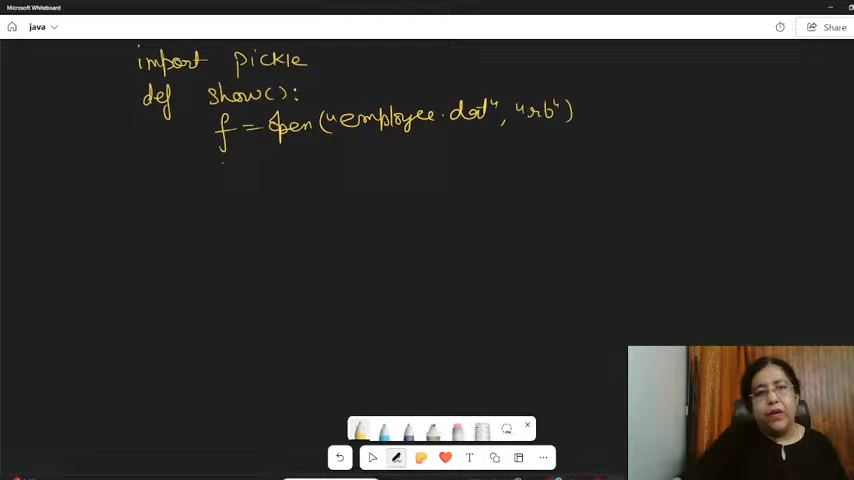 Microsoft Whiteboard
java
Share
import pickle
def show():
f = open("employee.dat", "rb")
T